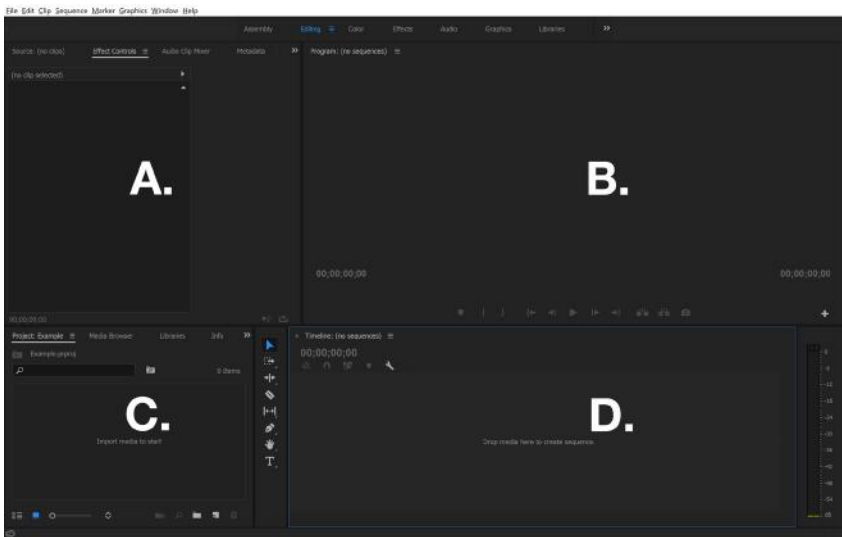 File Edit Clip Sequence Marker Graphics Window Help
Assembly Editing Color Effects Audio Graphics Libraries
Source: (no clips) Effect Controls Audio Clip Mixer Metadata
Program: (no sequences)
(no clip selected)
A.
B.
00;00;00;00 00;00;00;00
00;00;00;00
Project: Example Media Browser Libraries Info
Timeline: (no sequences)
Example.prproj
00;00;00;00
0 Items
C.
D.
Import media to start
Drop media here to create sequence.
T